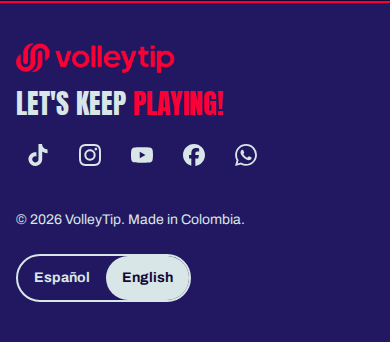 volleytip
LET'S KEEP PLAYING!
© 2026 VolleyTip. Made in Colombia.
Español English